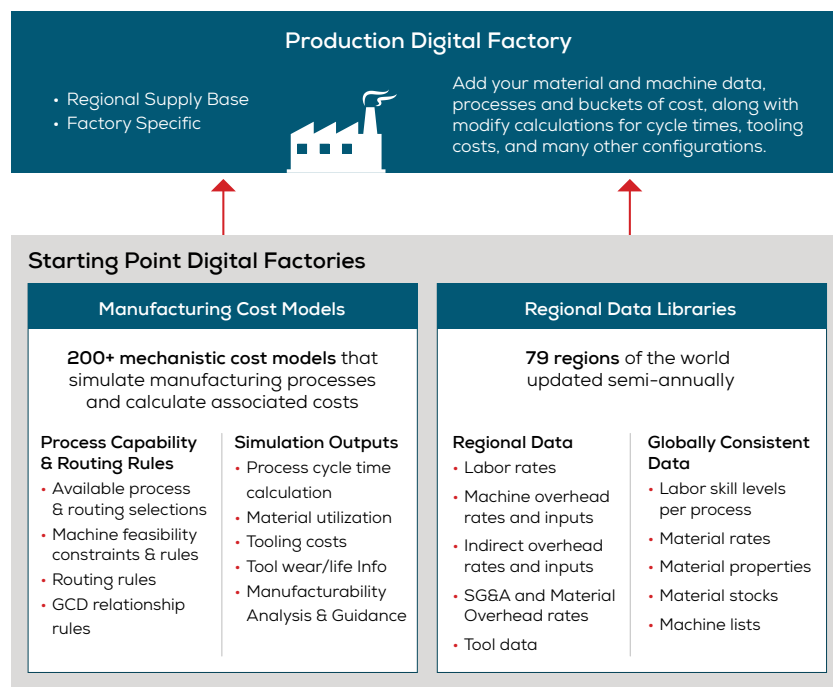 Production Digital Factory
• Regional Supply Base
• Factory Specific
Add your material and machine data,
processes and buckets of cost, along with
modify calculations for cycle times, tooling
costs, and many other configurations.
Starting Point Digital Factories
Manufacturing Cost Models
200+ mechanistic cost models that
simulate manufacturing processes
and calculate associated costs
Process Capability
& Routing Rules
• Available process
& routing selections
• Machine feasibility
constraints & rules
• Routing rules
• GCD relationship
rules
Simulation Outputs
• Process cycle time
calculation
• Material utilization
• Tooling costs
• Tool wear/life Info
• Manufacturability
Analysis & Guidance
Regional Data Libraries
79 regions of the world
updated semi-annually
Regional Data
• Labor rates
• Machine overhead
rates and inputs
• Indirect overhead
rates and inputs
• SG&A and Material
Overhead rates
• Tool data
Globally Consistent
Data
• Labor skill levels
per process
• Material rates
• Material properties
• Material stocks
• Machine lists